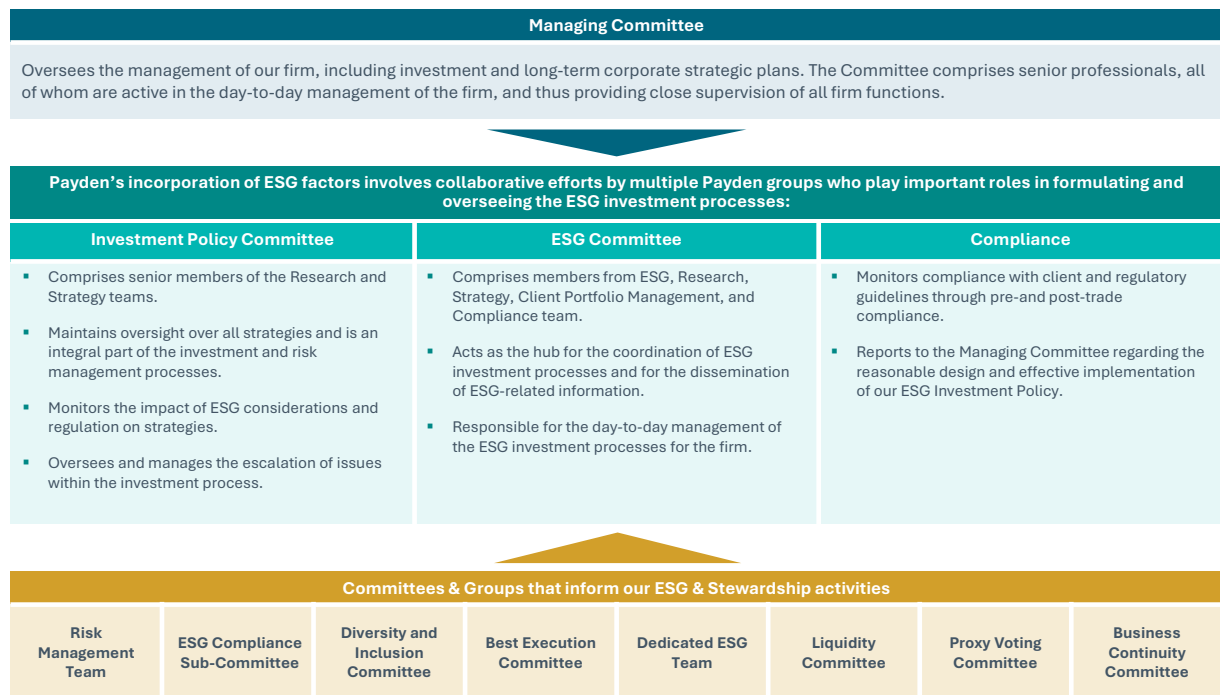 Managing Committee
Oversees the management of our firm, including investment and long-term corporate strategic plans. The Committee comprises senior professionals, all
of whom are active in the day-to-day management of the firm, and thus providing close supervision of all firm functions.
Payden's incorporation of ESG factors involves collaborative efforts by multiple Payden groups who play important roles in formulating and
overseeing the ESG investment processes:
Investment Policy Committee
▪ Comprises senior members of the Research and
Strategy teams.
▪ Maintains oversight over all strategies and is an
integral part of the investment and risk
management processes.
▪ Monitors the impact of ESG considerations and
regulation on strategies.
▪ Oversees and manages the escalation of issues
within the investment process.
ESG Committee
▪ Comprises members from ESG, Research,
Strategy, Client Portfolio Management, and
Compliance team.
▪ Acts as the hub for the coordination of ESG
investment processes and for the dissemination
of ESG-related information.
▪ Responsible for the day-to-day management of
the ESG investment processes for the firm.
Compliance
▪ Monitors compliance with client and regulatory
guidelines through pre-and post-trade
compliance.
▪ Reports to the Managing Committee regarding the
reasonable design and effective implementation
of our ESG Investment Policy.
Committees & Groups that inform our ESG & Stewardship activities
Risk
Management
Team
ESG Compliance
Sub-Committee
Diversity and
Inclusion
Committee
Best Execution
Committee
Dedicated ESG
Team
Liquidity
Committee
Proxy Voting
Committee
Business
Continuity
Committee